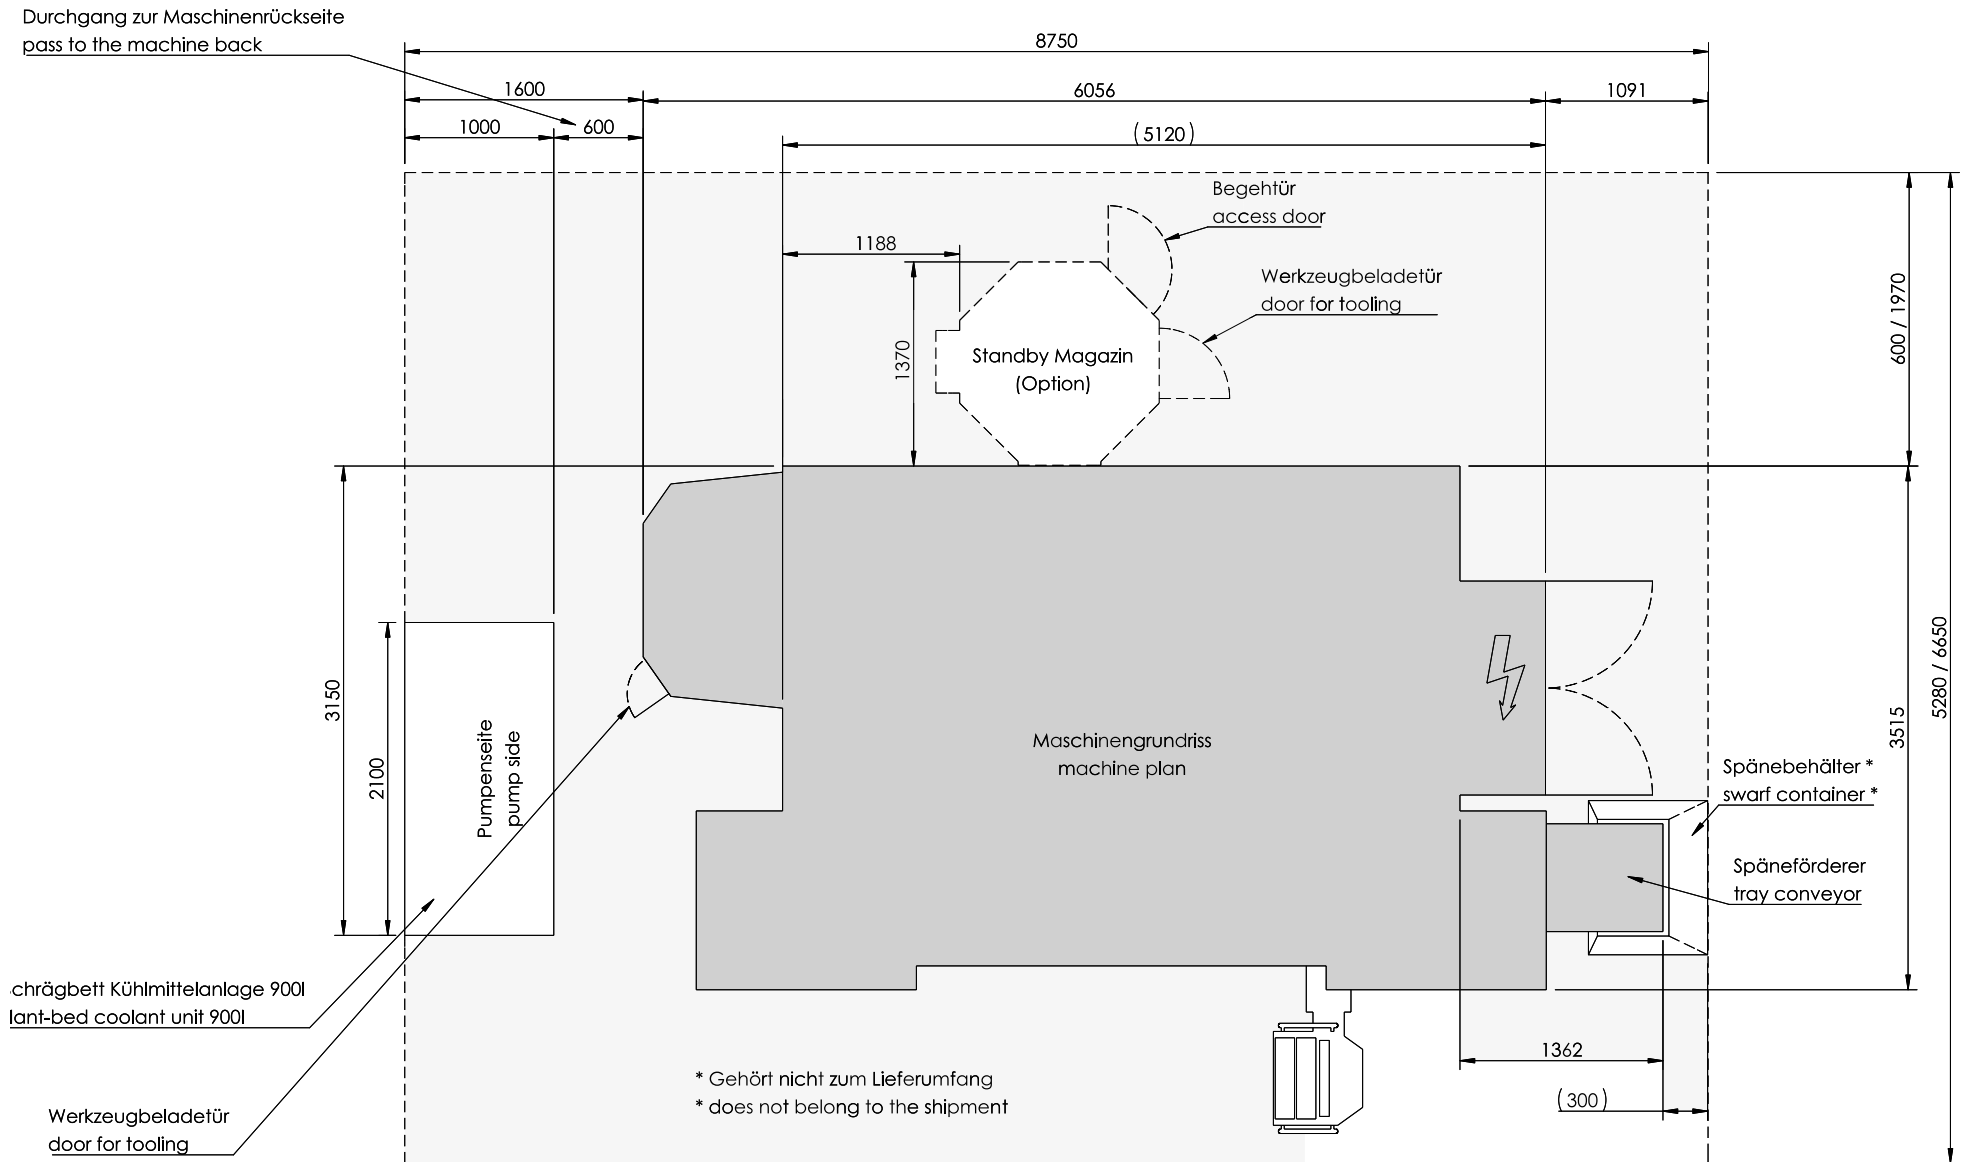 Durchgang zur Maschinenrückseite
pass to the machine back
8750
1600
6056
1091
1000
600
(5120)
Begehtür
access door
1188
Werkzeugbeladetür
door for tooling
600 / 1970
1370
Standby Magazin
(Option)
5280 / 6650
3150
2100
Pumpenseite
pump side
Maschinengrundriss
machine plan
3515
Spänebehälter *
swarf container *
Späneförderer
tray conveyor
chrägbett Kühlmittelanlage 900l
lant-bed coolant unit 900l
1362
(300)
* Gehört nicht zum Lieferumfang
* does not belong to the shipment
Werkzeugbeladetür
door for tooling